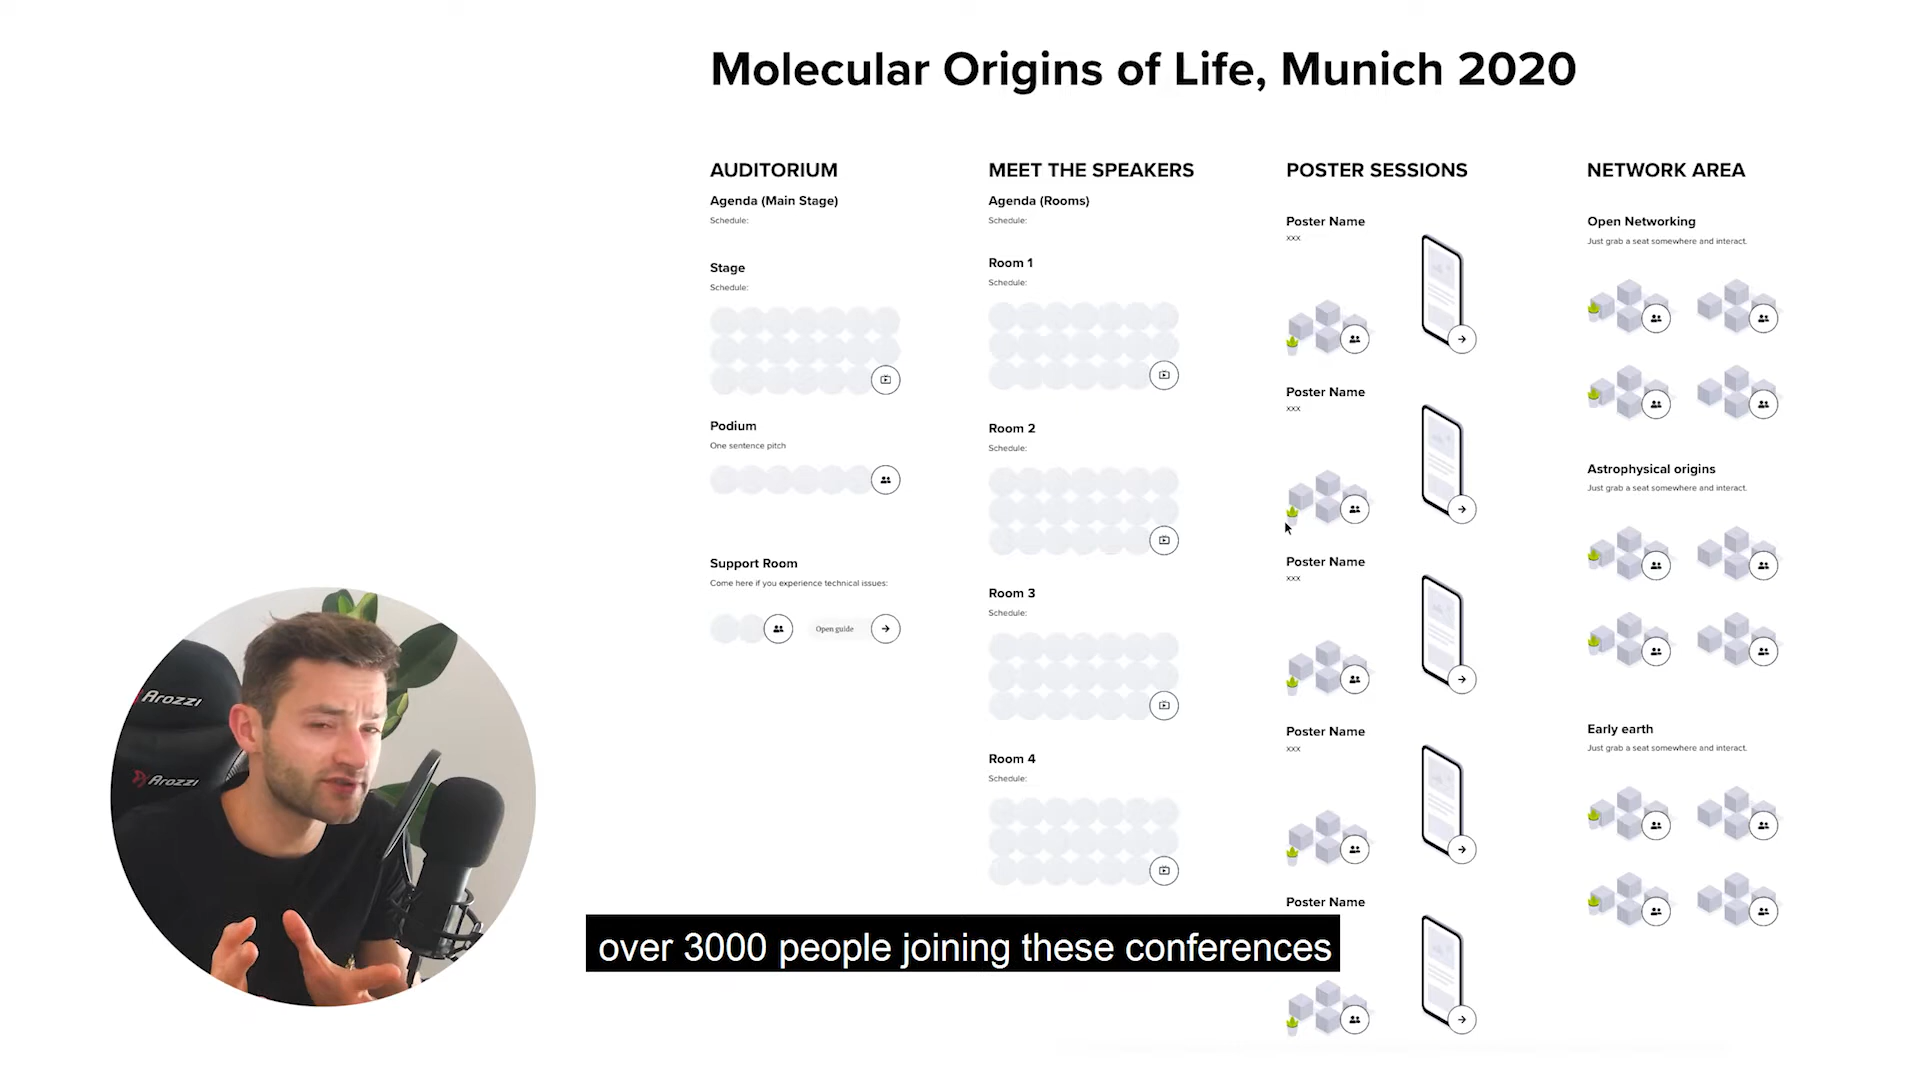 Molecular Origins of Life, Munich 2020
AUDITORIUM
Agenda (Main Stage)
Schedule:
Stage
Schedule:
Podium
One sentence pitch
Support Room
Come here if you experience technical issues:
Open guide
MEET THE SPEAKERS
Agenda (Rooms)
Schedule:
Room 1
Schedule:
Room 2
Schedule:
Room 3
Schedule:
Room 4
Schedule:
POSTER SESSIONS
Poster Name
xxx
Poster Name
xxx
Poster Name
xxx
Poster Name
xxx
Poster Name
NETWORK AREA
Open Networking
Just grab a seat somewhere and interact.
Astrophysical origins
Just grab a seat somewhere and interact.
Early earth
Just grab a seat somewhere and interact.
Arozzi
Arozzi
over 3000 people joining these conferences